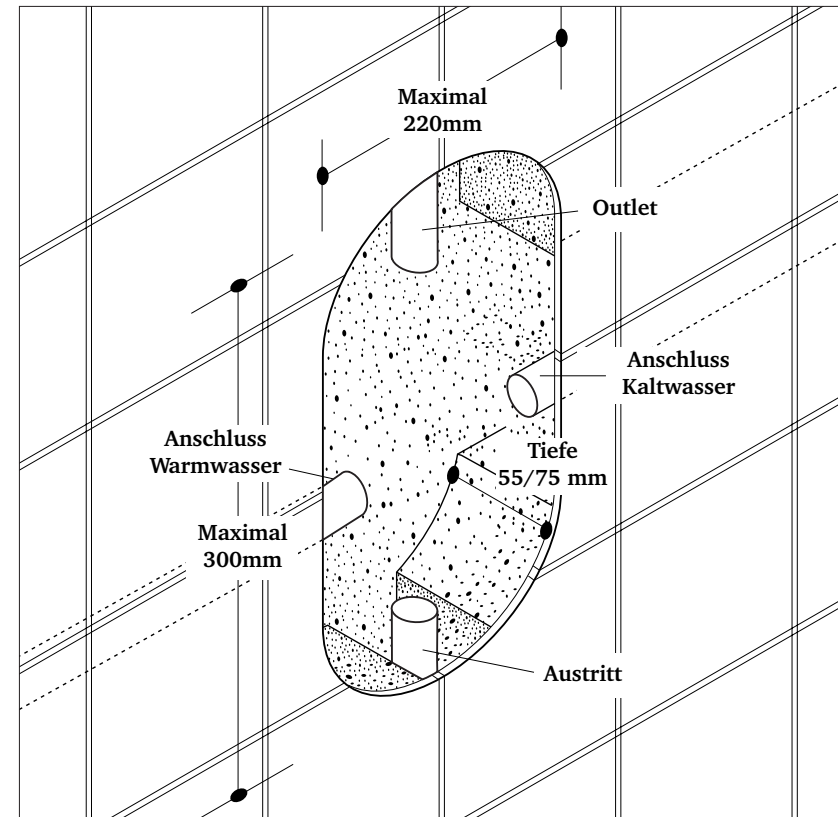 Maximal
220mm
Outlet
Anschluss
Kaltwasser
Anschluss
Warmwasser
Tiefe
55/75 mm
Maximal
300mm
Austritt